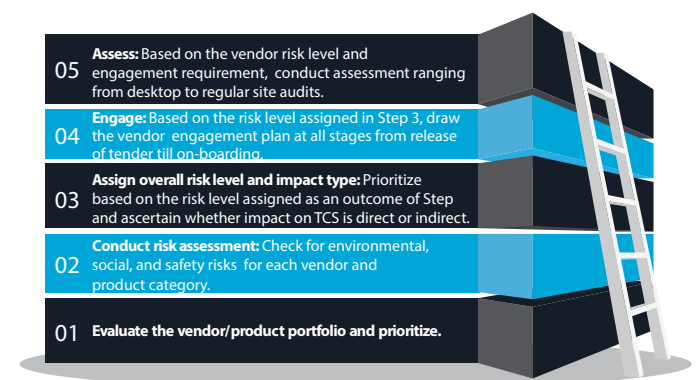 05
Assess: Based on the vendor risk level and
engagement requirement, conduct assessment ranging
from desktop to regular site audits.
04
Engage: Based on the risk level assigned in Step 3, draw
the vendor engagement plan at all stages from release
of tender till on-boarding.
03
Assign overall risk level and impact type: Prioritize
based on the risk level assigned as an outcome of Step
and ascertain whether impact on TCS is direct or indirect.
02
Conduct risk assessment: Check for environmental,
social, and safety risks for each vendor and
product category.
01
Evaluate the vendor/product portfolio and prioritize.